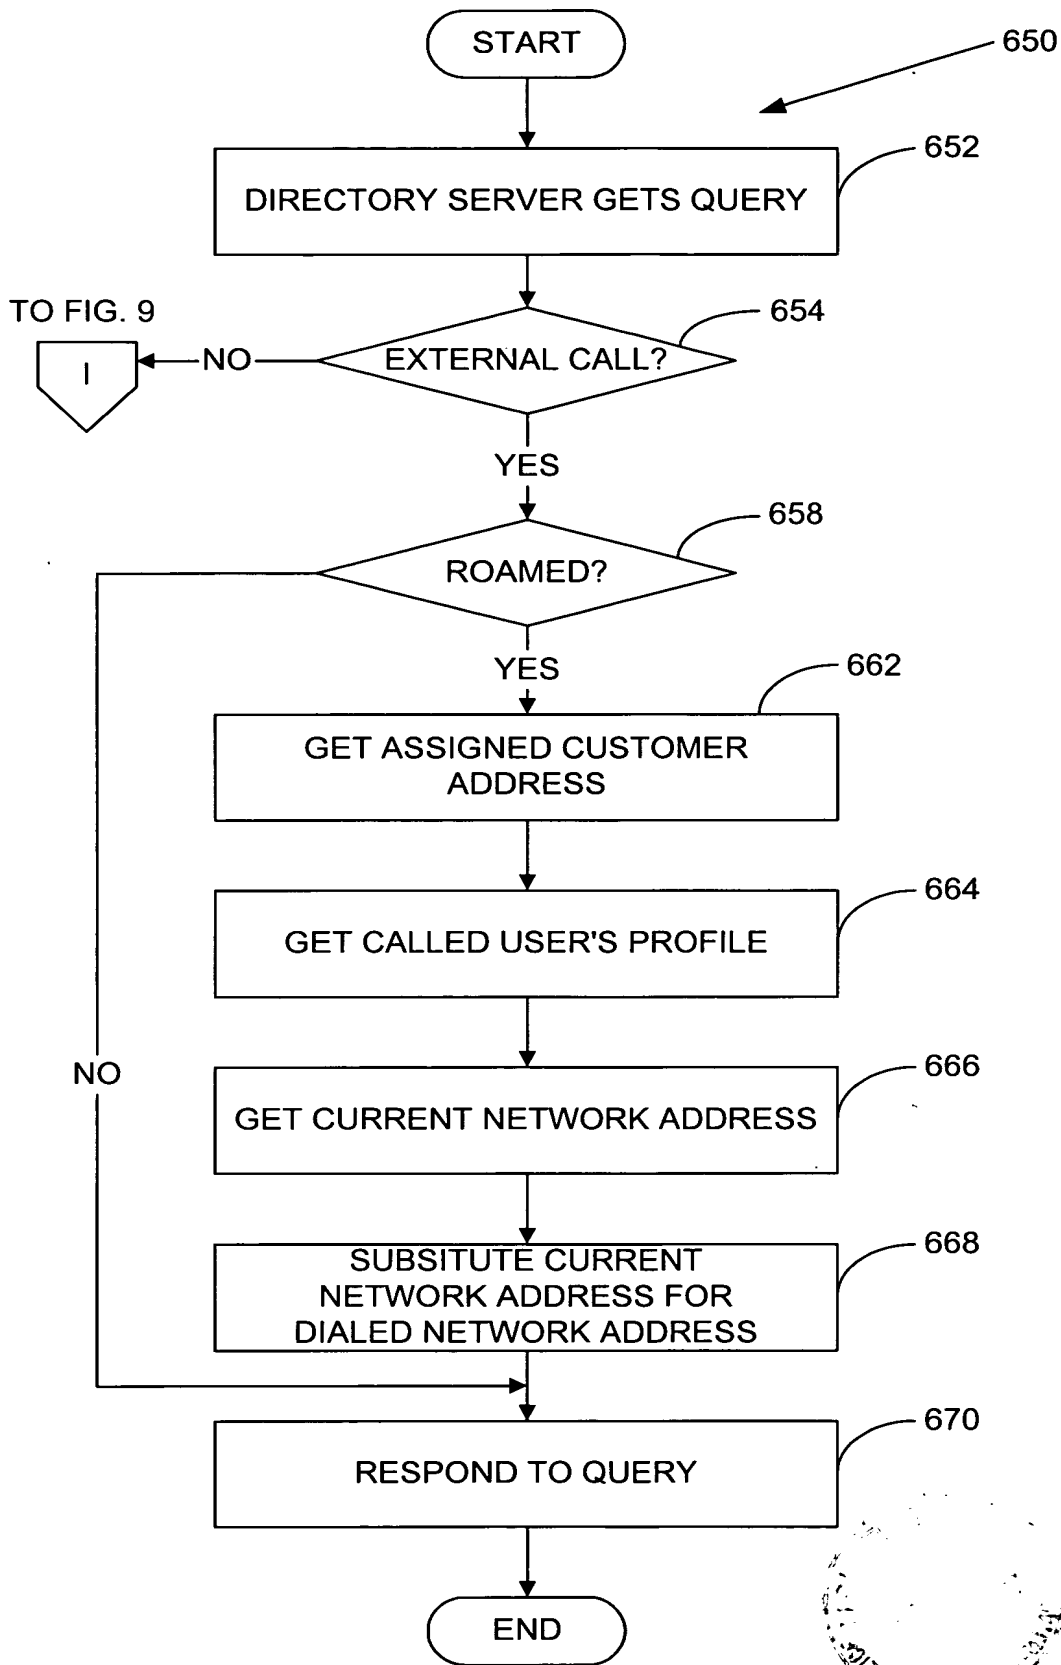 START
650
652
DIRECTORY SERVER GETS QUERY
TO FIG. 9
654
I
NO
EXTERNAL CALL?
YES
658
ROAMED?
YES
662
GET ASSIGNED CUSTOMER
ADDRESS
664
GET CALLED USER'S PROFILE
NO
666
GET CURRENT NETWORK ADDRESS
668
SUBSITUTE CURRENT
NETWORK ADDRESS FOR
DIALED NETWORK ADDRESS
670
RESPOND TO QUERY
END